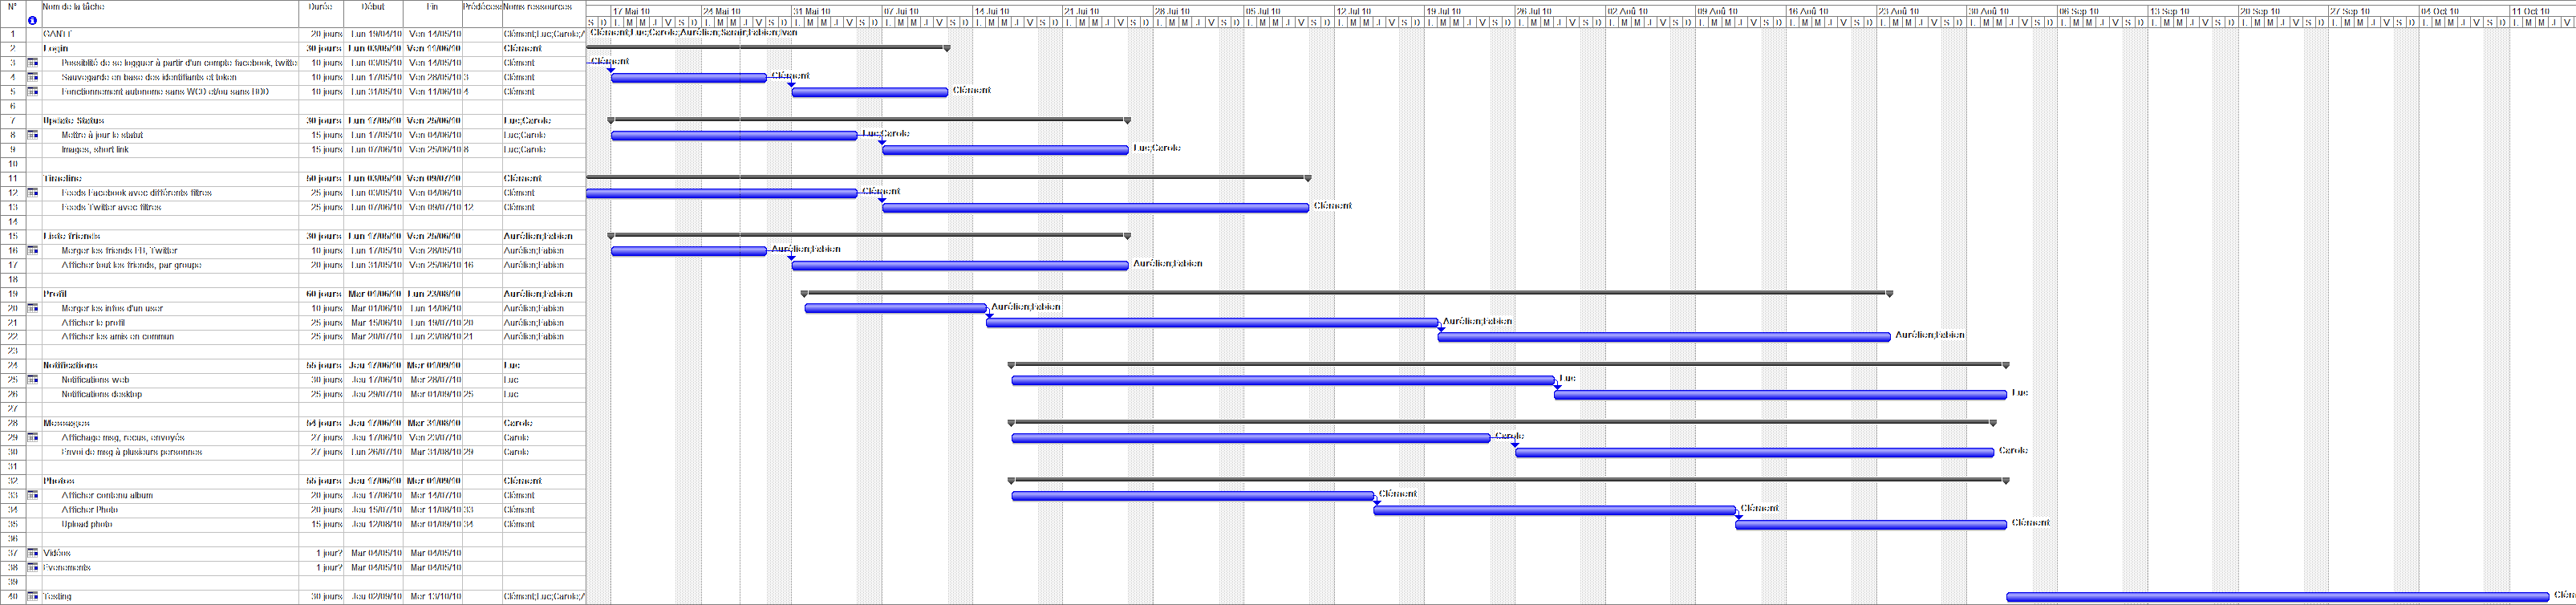 N° Nom de la tâche Durée Début Fin Prédéces Noms ressources 17 Mai 10 24 Mai 10 31 Mai 10 07 Jui 10 14 Jui 10 21 Jui 10 28 Jui 10 05 Jul 10 12 Jul 10 19 Jul 10 26 Jul 10 02 Aoû 10 09 Aoû 10 16 Aoû 10 23 Aoû 10 30 Aoû 10 06 Sep 10 13 Sep 10 20 Sep 10 27 Sep 10 04 Oct 10 11 Oct 10
S D L M M J V S D L M M J V S D L M M J V S D L M M J V S D L M M J V S D L M M J V S D L M M J V S D L M M J V S D L M M J V S D L M M J V S D L M M J V S D L M M J V S D L M M J V S D L M M J V S D L M M J V S D L M M J V S D L M M J V S D L M M J V S D L M M J V S D L M M J V S D L M M J V S D L M M J V S D L M M J
1 GANTT 20 jours Lun 19/04/10 Ven 14/05/10 Clément;Luc;Carole;A Clément;Luc;Carole;Aurélien;Fabien;Ivan
2 Login 30 jours Lun 03/05/10 Ven 11/06/10 Clément
3 Possiblité de se logguer à partir d'un compte facebook, twitte 10 jours Lun 03/05/10 Ven 14/05/10 Clément Clément
4 Sauvegarde en base des identifiants et token 10 jours Lun 17/05/10 Ven 28/05/10 3 Clément Clément
5 Fonctionnement autonome sans WCD et/ou sans BDD 10 jours Lun 31/05/10 Ven 11/06/10 4 Clément Clément
6
7 Update Status 30 jours Lun 17/05/10 Ven 25/06/10 Luc;Carole
8 Mettre à jour le statut 15 jours Lun 17/05/10 Ven 04/06/10 Luc;Carole Luc;Carole
9 Images, short link 15 jours Lun 07/06/10 Ven 25/06/10 8 Luc;Carole Luc;Carole
10
11 Timeline 50 jours Lun 03/05/10 Ven 09/07/10 Clément
12 Feeds Facebook avec différents filtres 25 jours Lun 03/05/10 Ven 04/06/10 Clément Clément
13 Feeds Twitter avec filtres 25 jours Lun 07/06/10 Ven 09/07/10 12 Clément Clément
14
15 Liste friends 30 jours Lun 17/05/10 Ven 25/06/10 Aurélien;Fabien
16 Merger les friends FB, Twitter 10 jours Lun 17/05/10 Ven 28/05/10 Aurélien;Fabien Aurélien;Fabien
17 Afficher tout les friends, par groupe 20 jours Lun 31/05/10 Ven 25/06/10 16 Aurélien;Fabien Aurélien;Fabien
18
19 Profil 60 jours Mar 01/06/10 Lun 23/08/10 Aurélien;Fabien
20 Merger les infos d'un user 10 jours Mar 01/06/10 Lun 14/06/10 Aurélien;Fabien Aurélien;Fabien
21 Afficher le profil 25 jours Mar 15/06/10 Lun 19/07/10 20 Aurélien;Fabien Aurélien;Fabien
22 Afficher les amis en commun 25 jours Mar 20/07/10 Lun 23/08/10 21 Aurélien;Fabien Aurélien;Fabien
23
24 Notifications 55 jours Jeu 17/06/10 Mer 01/09/10 Luc
25 Notifications web 30 jours Jeu 17/06/10 Mer 28/07/10 Luc Luc
26 Notifications desktop 25 jours Jeu 29/07/10 Mer 01/09/10 25 Luc Luc
27
28 Messages 54 jours Jeu 17/06/10 Mar 31/08/10 Carole
29 Affichage msg, recus, envoyés 27 jours Jeu 17/06/10 Ven 23/07/10 Carole Carole
30 Envoi de msg à plusieurs personnes 27 jours Lun 26/07/10 Mar 31/08/10 29 Carole Carole
31
32 Photos 55 jours Jeu 17/06/10 Mer 01/09/10 Clément
33 Afficher contenu album 20 jours Jeu 17/06/10 Mer 14/07/10 Clément Clément
34 Afficher Photo 20 jours Jeu 15/07/10 Mer 11/08/10 33 Clément Clément
35 Upload photo 15 jours Jeu 12/08/10 Mer 01/09/10 34 Clément Clément
36
37 Vidéos 1 jour? Mar 04/05/10 Mar 04/05/10
38 Evenements 1 jour? Mar 04/05/10 Mar 04/05/10
39
40 Testing 30 jours Jeu 02/09/10 Mer 13/10/10 Clément;Luc;Carole;A Clém